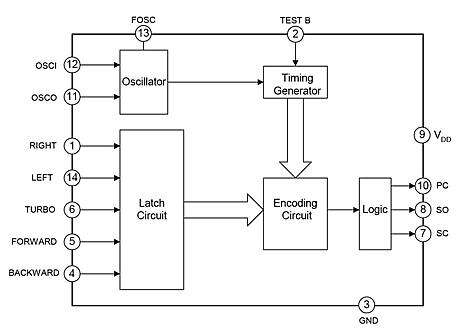 FOSC
13
TEST B
2
OSCI
12
Oscillator
OSCO
11
Timing
Generator
RIGHT
1
9
VDD
LEFT
14
TURBO
6
Latch
Circuit
Encoding
Circuit
Logic
10
PC
8
SO
7
SC
FORWARD
5
BACKWARD
4
3
GND